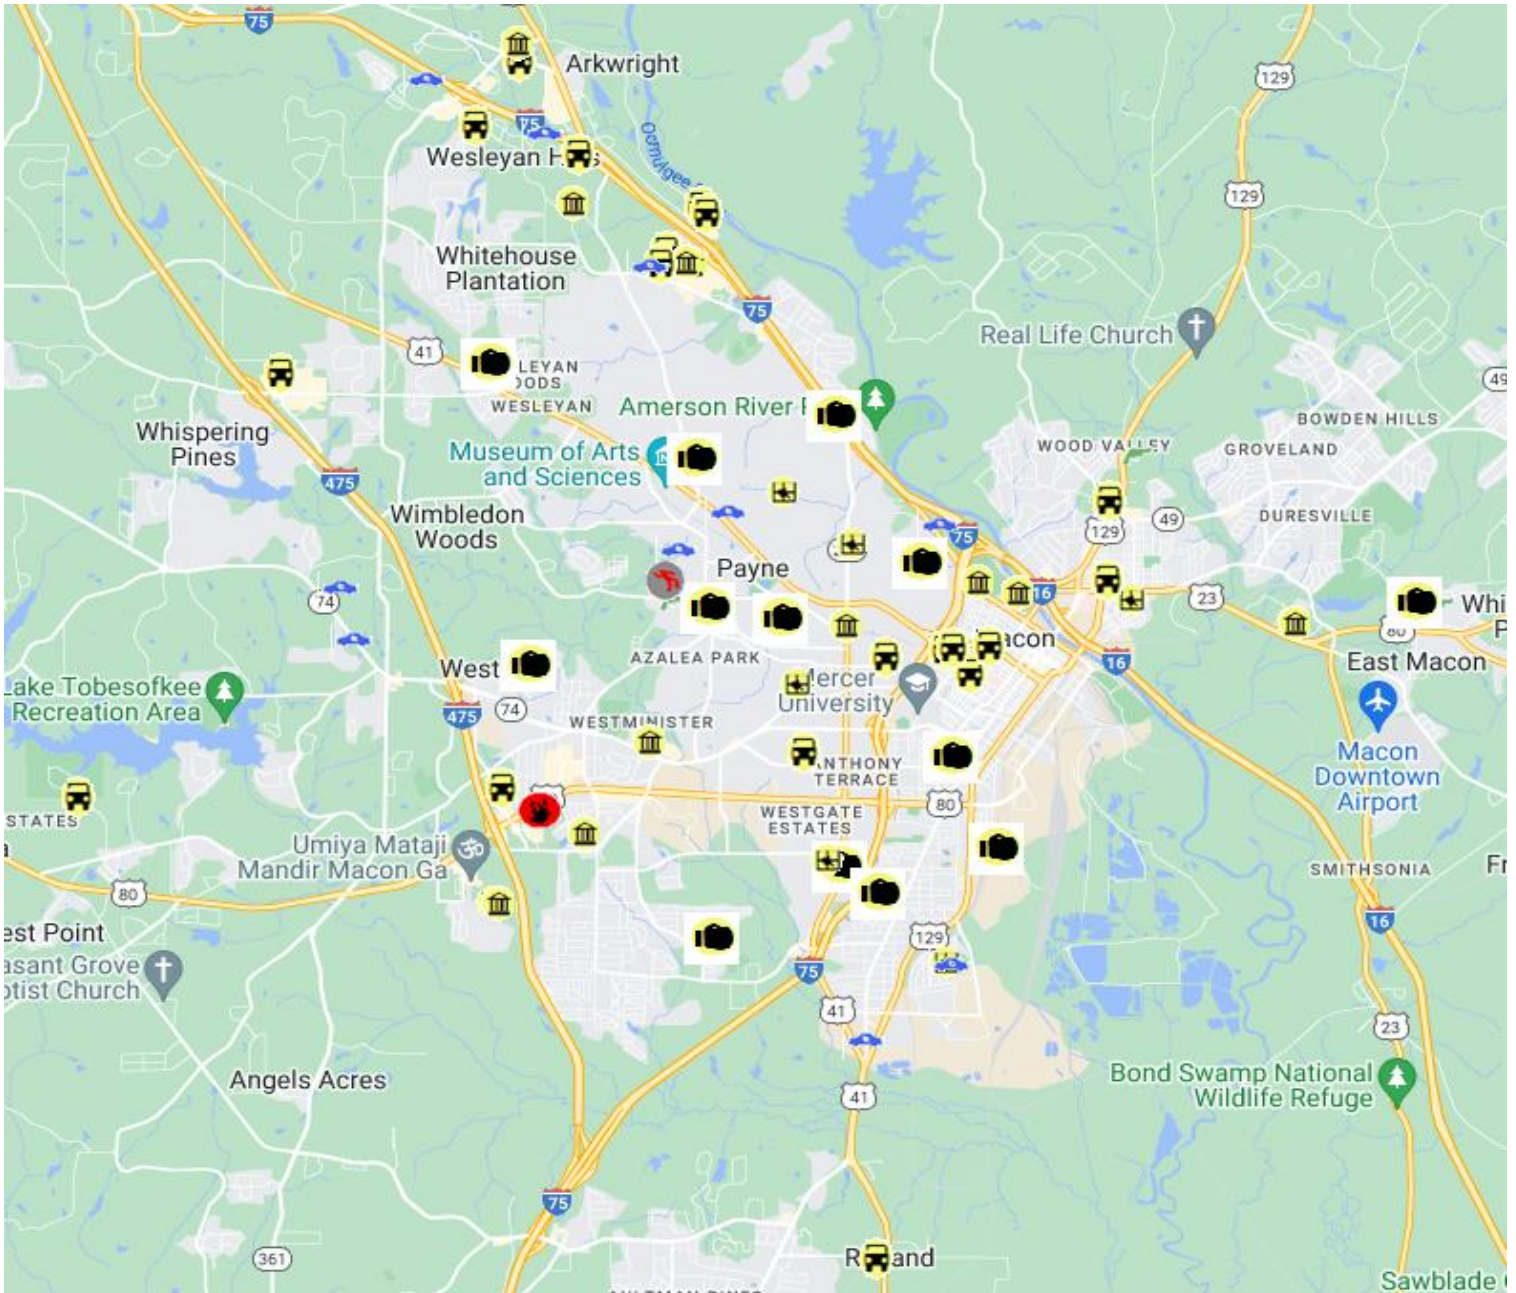 75
Arkwright
129
75
Wesleyan H
Ocmulgee
129
Whitehouse
Plantation
75
Real Life Church
41
LEYAN
WESLEYAN
49
Amerson River
BOWDEN HILLS
Whispering
Pines
Museum of Arts
and Sciences
WOOD VALLEY
GROVELAND
475
Wimbledon
Woods
129
49
DURESVILLE
75
Payne
74
16
23
Whi
P
80
AZALEA PARK
acon
East Macon
West
16
Lake Tobesofkee
Recreation Area
Mercer
University
475
74
WESTMINISTER
Macon
Downtown
Airport
ANTHONY
TERRACE
80
STATES
WESTGATE
ESTATES
Umiya Mataji
Mandir Macon Ga
a
SMITHSONIA
Fr
80
16
est Point
129
asant Grove
ptist Church
75
41
23
Angels Acres
Bond Swamp National
Wildlife Refuge
41
75
361
R and
Sawblade